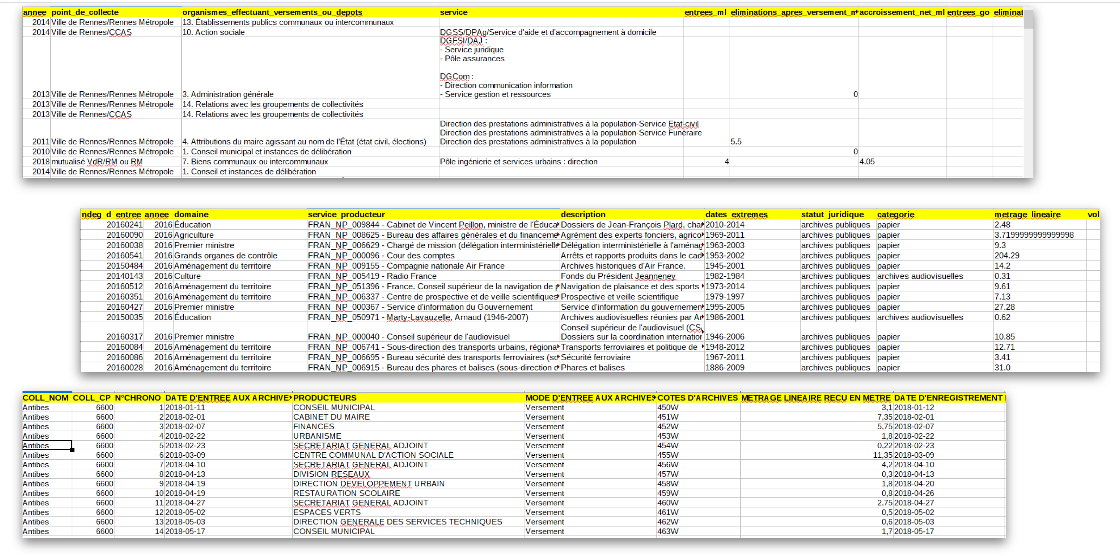 annee point_de_collecte organismes_effectuant_versements_ou_depots service entrees_ml eliminations_apres_versement_m accroissement_net_ml entrees_go eliminat
2014 Ville de Rennes/Rennes Métropole 13. Établissements publics communaux ou intercommunaux
2014 Ville de Rennes/CCAS 10. Action sociale DGSS/DPAg/Service d'aide et d'accompagnement à domicile
DGFSI/DAJ :
- Service juridique
- Pôle assurances
DGCom :
- Direction communication information
2013 Ville de Rennes/Rennes Métropole 3. Administration générale - Service gestion et ressources 0
2013 Ville de Rennes/Rennes Métropole 14. Relations avec les groupements de collectivités
2013 Ville de Rennes/CCAS 14. Relations avec les groupements de collectivités
Direction des prestations administratives à la population-Service Etat-civil
Direction des prestations administratives à la population-Service Funéraire
2011 Ville de Rennes/Rennes Métropole 4. Attributions du maire agissant au nom de l'État (état civil, élections) Direction des prestations administratives à la population 5.5
2010 Ville de Rennes/Rennes Métropole 1. Conseil municipal et instances de délibération 0
2018 mutualisé VdR/RM ou RM 7. Biens communaux ou intercommunaux Pôle ingénierie et services urbains : direction 4 4.05
2014 Ville de Rennes/Rennes Métropole 1. Conseil et instances de délibération
ndeg_d_entree annee domaine service_producteur description dates_extremes statut_juridique categorie metrage_lineaire vol
20160241 2016 Éducation FRAN_NP_009844 - Cabinet de Vincent Peillon, ministre de l'Éduca Dossiers de Jean-François Plard, cha 2010-2014 archives publiques papier 2.48
20160090 2016 Agriculture FRAN_NP_008625 - Bureau des affaires générales et du financeme Agrément des experts fonciers, agrico 1969-2011 archives publiques papier 3.7199999999999998
20160038 2016 Premier ministre FRAN_NP_006629 - Chargé de mission (délégation interministérielle Délégation interministérielle à l'aména 1963-2003 archives publiques papier 9.3
20160541 2016 Grands organes de contrôle FRAN_NP_000096 - Cour des comptes Arrêts et rapports produits dans le cad 1953-2002 archives publiques papier 204.29
20150484 2016 Aménagement du territoire FRAN_NP_009155 - Compagnie nationale Air France Archives historiques d'Air France. 1945-2001 archives publiques papier 14.2
20140143 2016 Culture FRAN_NP_005419 - Radio France Fonds du Président Jeanneney 1982-1984 archives publiques archives audiovisuelles 0.31
20160512 2016 Aménagement du territoire FRAN_NP_051396 - France. Conseil supérieur de la navigation de p Navigation de plaisance et des sports 1973-2014 archives publiques papier 9.61
20160351 2016 Aménagement du territoire FRAN_NP_006337 - Centre de prospective et de veille scientifique Prospective et veille scientifique 1979-1997 archives publiques papier 7.13
20160427 2016 Premier ministre FRAN_NP_000367 - Service d'information du Gouvernement Service d'information du gouvernemen 1995-2005 archives publiques papier 27.28
20150035 2016 Éducation FRAN_NP_050971 - Marty-Lavauzelle, Arnaud (1946-2007) Archives audiovisuelles réunies par Ar 1986-2001 archives publiques archives audiovisuelles 0.62
Conseil supérieur de l'audiovisuel (CS
20160317 2016 Premier ministre FRAN_NP_000040 - Conseil supérieur de l'audiovisuel Dossiers sur la coordination internatior 1946-2006 archives publiques papier 10.85
20160084 2016 Aménagement du territoire FRAN_NP_006741 - Sous-direction des transports urbains, régiona Transports ferroviaires et politique de 1948-2012 archives publiques papier 12.71
20160086 2016 Aménagement du territoire FRAN_NP_006695 - Bureau sécurité des transports ferroviaires (so Sécurité ferroviaire 1967-2011 archives publiques papier 3.41
20160028 2016 Aménagement du territoire FRAN_NP_006915 - Bureau des phares et balises (sous-direction Phares et balises 1886-2009 archives publiques papier 31.0
COLL_NOM COLL_CP N°CHRONO DATE D'ENTREE AUX ARCHIVE PRODUCTEURS MODE D'ENTREE AUX ARCHIVES COTES D'ARCHIVES METRAGE LINEAIRE RECU EN METRE DATE D'ENREGISTREMENT
Antibes 6600 1 2018-01-11 CONSEIL MUNICIPAL Versement 450W 3,1 2018-01-12
Antibes 6600 2 2018-02-01 CABINET DU MAIRE Versement 451W 7,35 2018-02-01
Antibes 6600 3 2018-02-07 FINANCES Versement 452W 5,75 2018-02-07
Antibes 6600 4 2018-02-22 URBANISME Versement 453W 1,8 2018-02-22
Antibes 6600 5 2018-02-23 SECRETARIAT GENERAL ADJOINT Versement 454W 0,22 2018-02-23
Antibes 6600 6 2018-03-09 CENTRE COMMUNAL D'ACTION SOCIALE Versement 455W 11,35 2018-03-09
Antibes 6600 7 2018-04-10 SECRETARIAT GENERAL ADJOINT Versement 456W 4,2 2018-04-10
Antibes 6600 8 2018-04-13 DIVISION RESEAUX Versement 457W 0,3 2018-04-13
Antibes 6600 9 2018-04-19 DIRECTION DEVELOPPEMENT URBAIN Versement 458W 1,8 2018-04-20
Antibes 6600 10 2018-04-19 RESTAURATION SCOLAIRE Versement 459W 0,8 2018-04-26
Antibes 6600 11 2018-04-27 SECRETARIAT GENERAL ADJOINT Versement 460W 2,75 2018-04-27
Antibes 6600 12 2018-05-02 ESPACES VERTS Versement 461W 0,5 2018-05-02
Antibes 6600 13 2018-05-03 DIRECTION GENERALE DES SERVICES TECHNIQUES Versement 462W 0,6 2018-05-03
Antibes 6600 14 2018-05-17 CONSEIL MUNICIPAL Versement 463W 1,7 2018-05-17